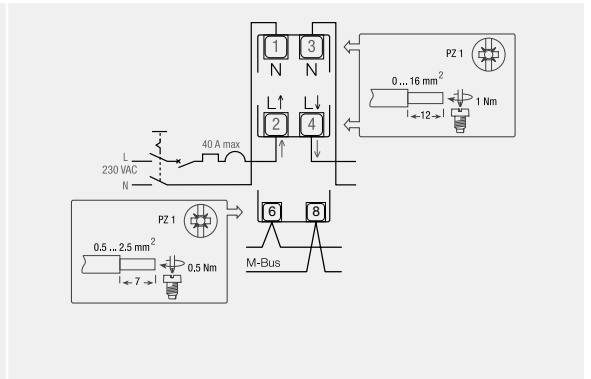 1 3
N N
PZ 1
0 ... 16 mm²
1 Nm
12
L↑ L↓
2 4
40 A max
L
230 VAC
N
PZ 1
0.5 ... 2.5 mm²
0.5 Nm
7
6 8
M-Bus